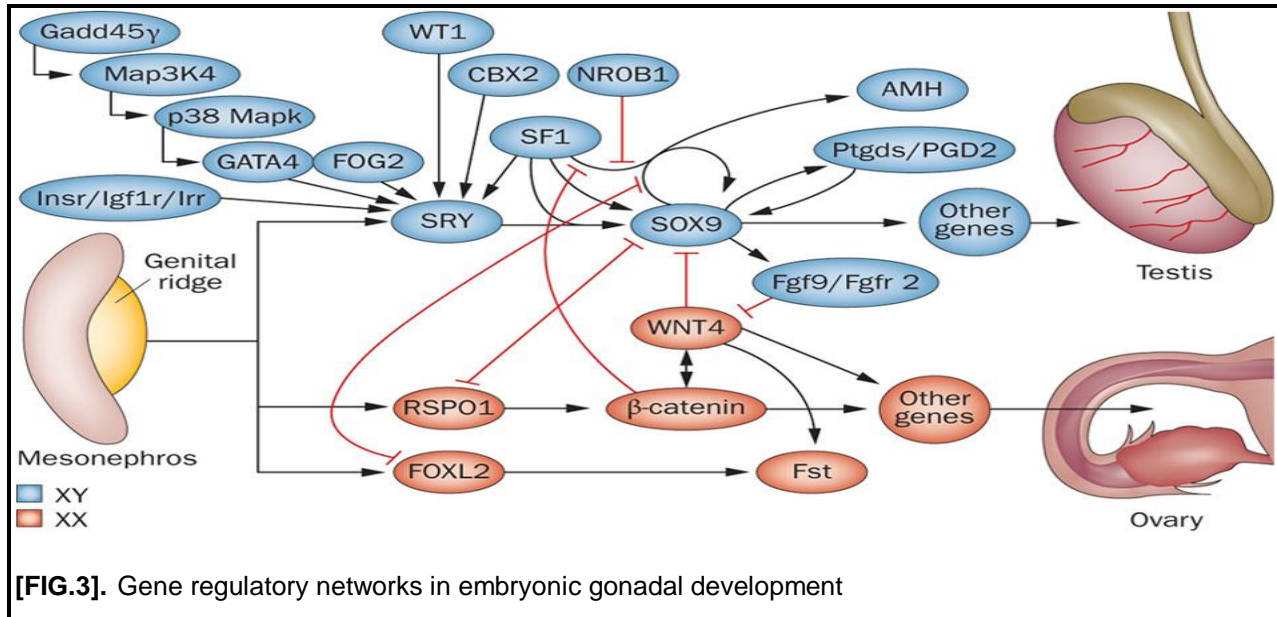 Gadd45γ
Map3K4
p38 Mapk
GATA4
FOG2
Insr/Igf1r/Irr
WT1
CBX2
NR0B1
SF1
SRY
SOX9
AMH
Ptgds/PGD2
Other
genes
Testis
Fgf9/Fgfr 2
Genital
ridge
Mesonephros
WNT4
RSPO1
β-catenin
Other
genes
FOXL2
Fst
Ovary
XY
XX
[FIG.3]. Gene regulatory networks in embryonic gonadal development